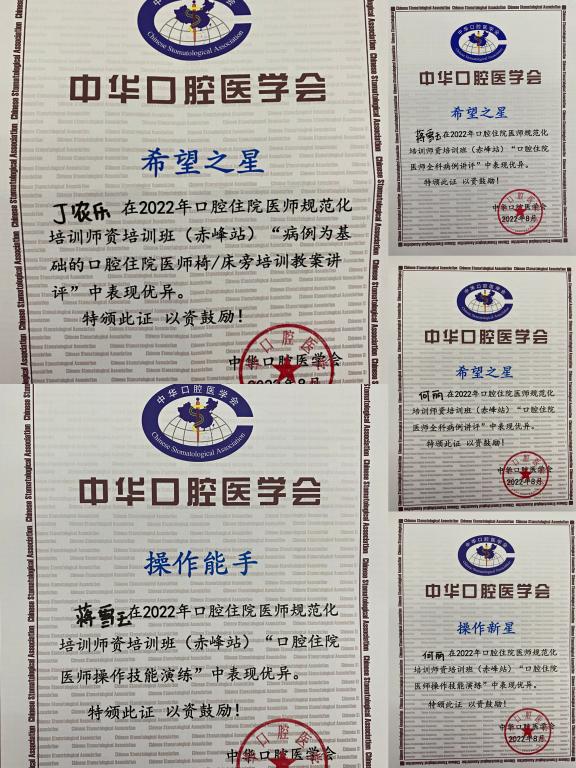 Chinese Stomatological Association
中华口腔医学会
希望之星
丁农乐 在2022年口腔住院医师规范化
培训师资培训班（赤峰站）“病例为基
础的口腔住院医师椅/床旁培训教案讲
评”中表现优异。
特颁此证 以资鼓励！
中华口腔医学会
2022年8月
中华口腔医学会
Chinese Stomatological Association
中华口腔医学会
操作能手
蒋雪玉在2022年口腔住院医师规范化
培训师资培训班（赤峰站）“口腔住院
医师操作技能演练”中表现优异。
特颁此证 以资鼓励！
中华口腔医学会
中华口腔医学会
希望之星
蒋雪玉在2022年口腔住院医师规范化
培训师资培训班（赤峰站）“口腔住院
医师全科病例讲评”中表现优异。
特颁此证 以资鼓励！
中华口腔医学会
2022年8月
中华口腔医学会
中华口腔医学会
希望之星
何丽在2022年口腔住院医师规范化
培训师资培训班（赤峰站）“口腔住院
医师全科病例讲评”中表现优异。
特颁此证 以资鼓励！
中华口腔医学会
2022年8月
中华口腔医学会
中华口腔医学会
操作新星
何丽在2022年口腔住院医师规范化
培训师资培训班（赤峰站）“口腔住院
医师操作技能演练”中表现优异。
特颁此证 以资鼓励！
中华口腔医学会
2022年8月